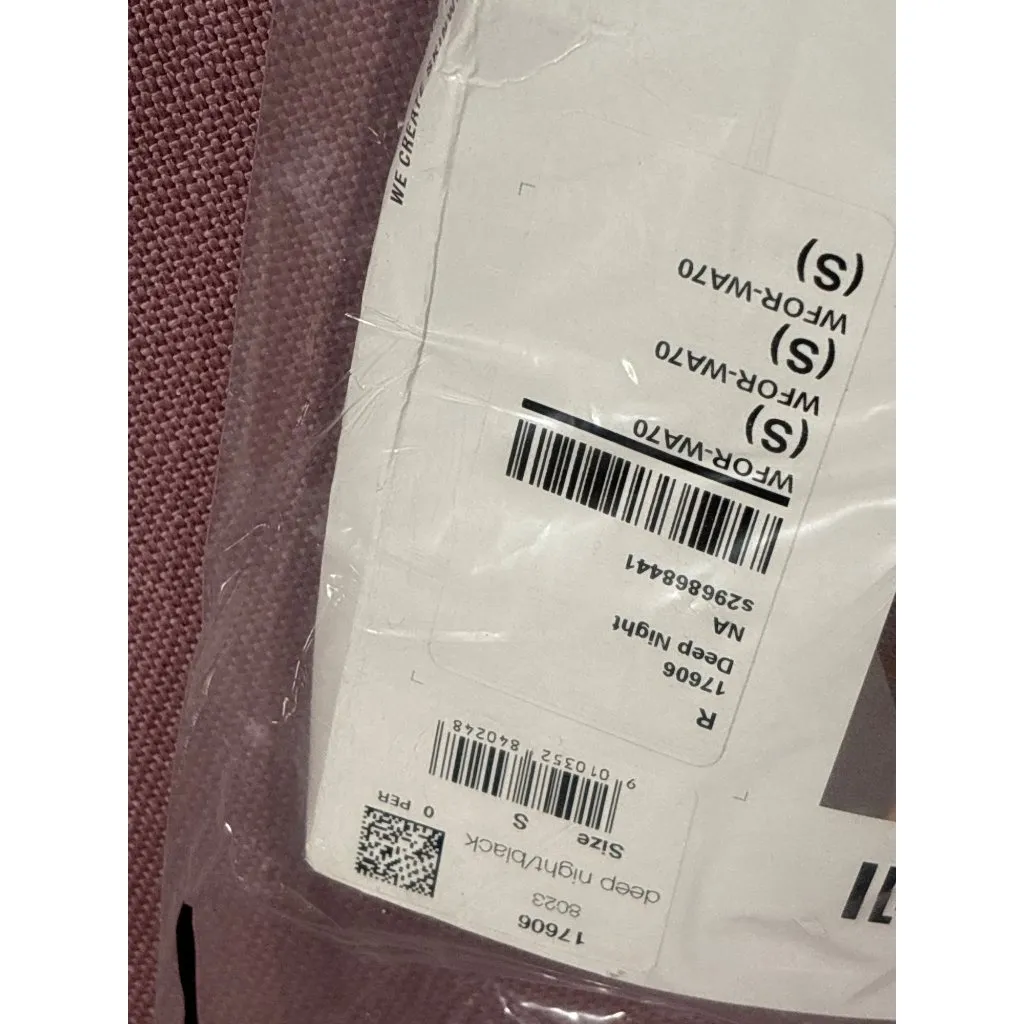 17606
8023
deep night/black
Size S
9 010352 840248
0 PER
R
17606
Deep Night
NA
s296868441
WFOR-WA70
(S)
WFOR-WA70
(S)
WFOR-WA70
(S)
WE CREATE